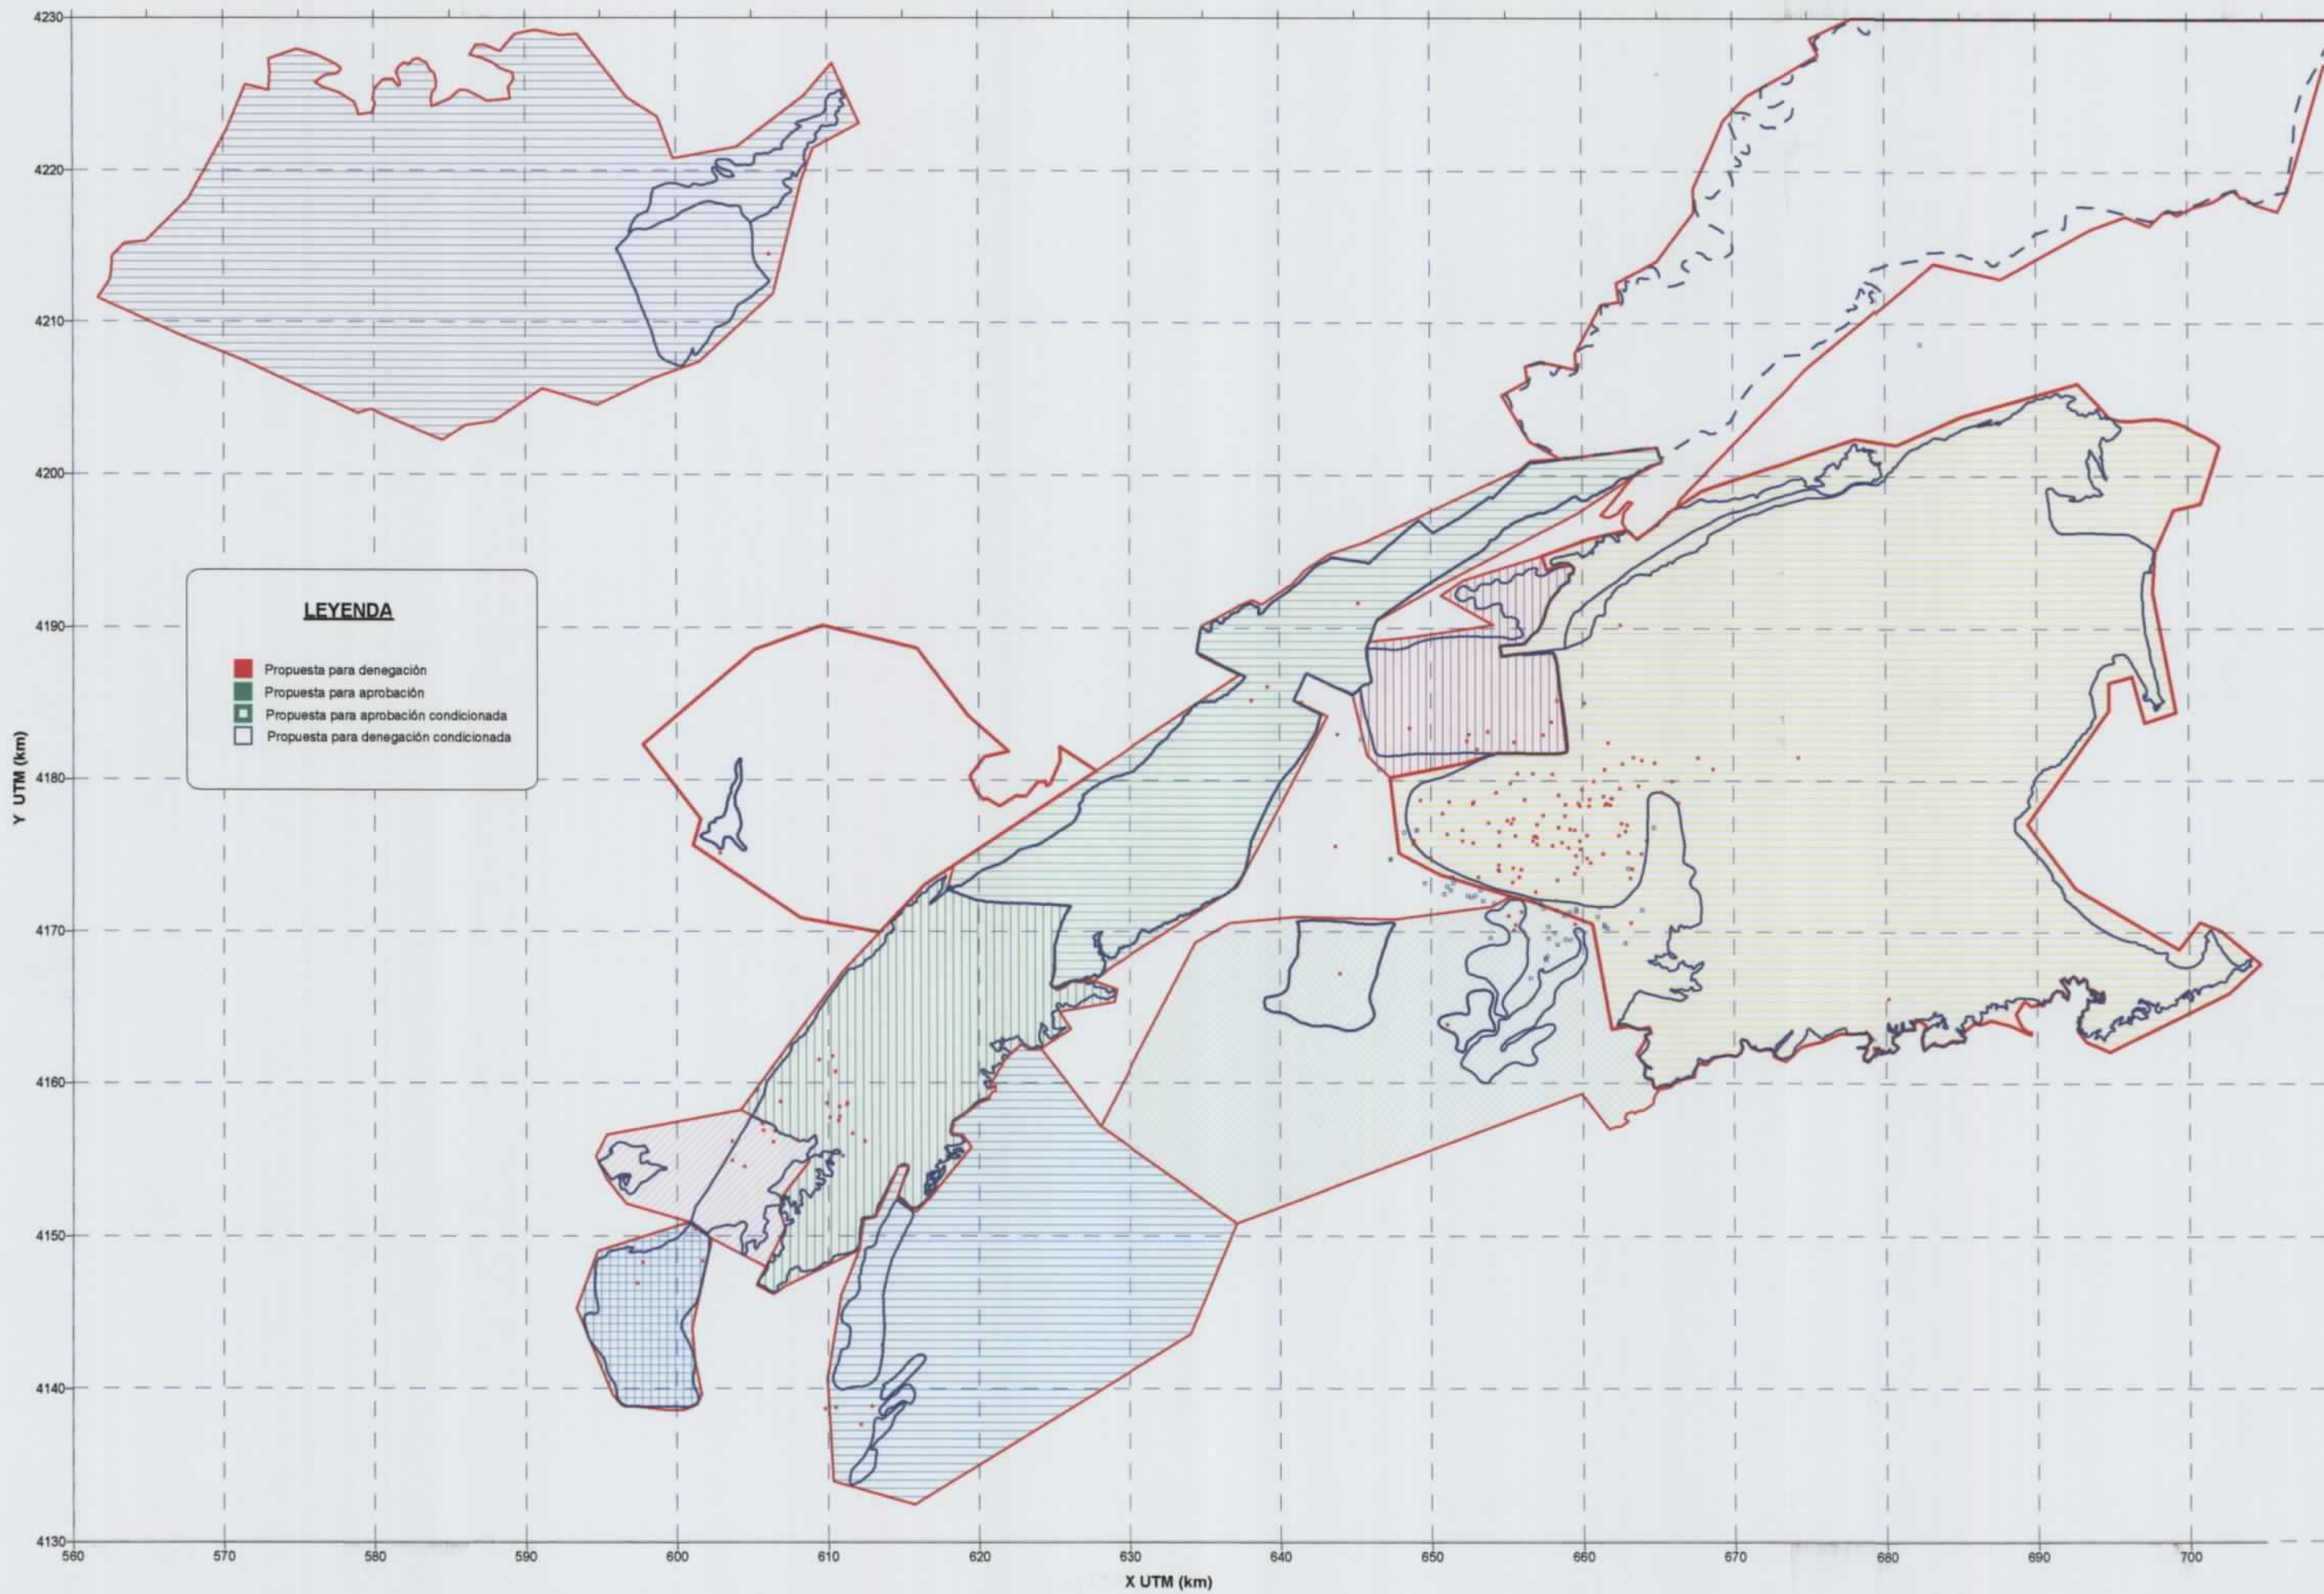 4230
4220
4210
4200
4190
4180
4170
4160
4150
4140
4130
Y UTM (km)
LEYENDA
Propuesta para denegación
Propuesta para aprobación
Propuesta para aprobación condicionada
Propuesta para denegación condicionada
560 570 580 590 600 610 620 630 640 650 660 670 680 690 700
X UTM (km)